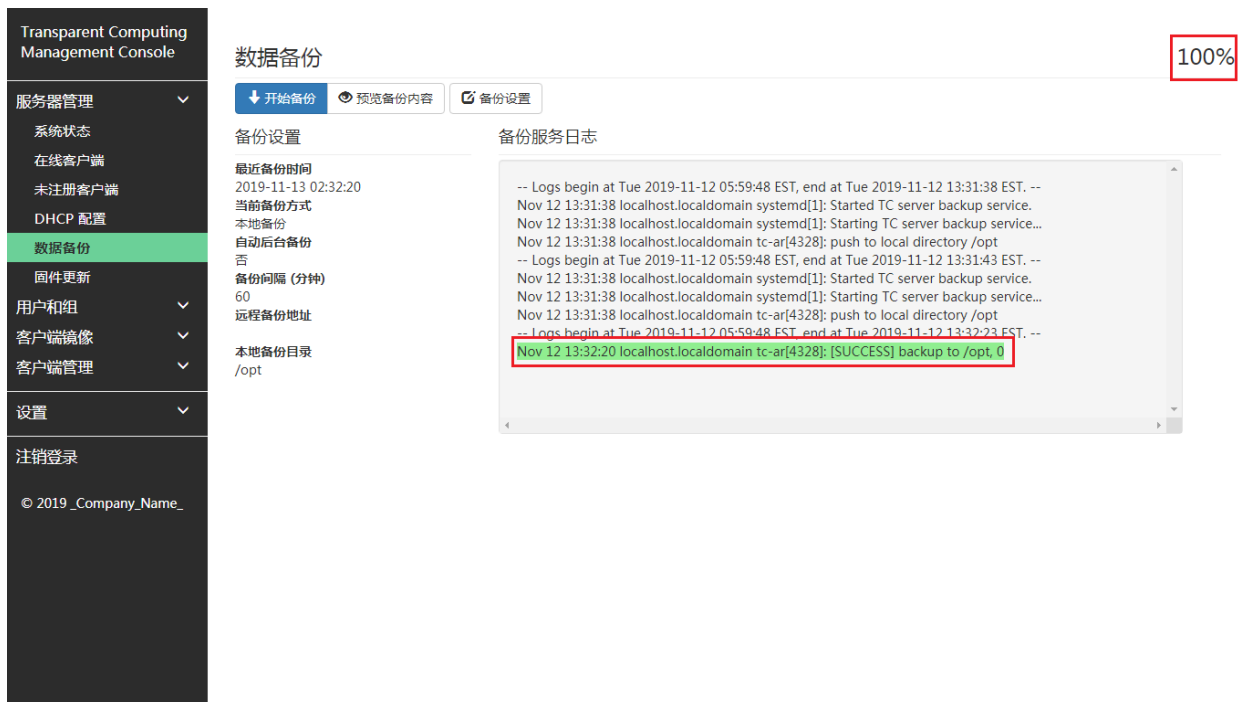 Transparent Computing
Management Console
服务器管理
系统状态
在线客户端
未注册客户端
DHCP 配置
数据备份
固件更新
用户和组
客户端镜像
客户端管理
设置
注销登录
© 2019 _Company_Name_
数据备份
100%
开始备份
预览备份内容
备份设置
备份设置
最近备份时间
2019-11-13 02:32:20
当前备份方式
本地备份
自动后台备份
否
备份间隔 (分钟)
60
远程备份地址
本地备份目录
/opt
备份服务日志
-- Logs begin at Tue 2019-11-12 05:59:48 EST, end at Tue 2019-11-12 13:31:38 EST. --
Nov 12 13:31:38 localhost.localdomain systemd[1]: Started TC server backup service.
Nov 12 13:31:38 localhost.localdomain systemd[1]: Starting TC server backup service...
Nov 12 13:31:38 localhost.localdomain tc-ar[4328]: push to local directory /opt
-- Logs begin at Tue 2019-11-12 05:59:48 EST, end at Tue 2019-11-12 13:31:43 EST. --
Nov 12 13:31:38 localhost.localdomain systemd[1]: Started TC server backup service.
Nov 12 13:31:38 localhost.localdomain systemd[1]: Starting TC server backup service...
Nov 12 13:31:38 localhost.localdomain tc-ar[4328]: push to local directory /opt
-- Logs begin at Tue 2019-11-12 05:59:48 EST, end at Tue 2019-11-12 13:32:23 EST. --
Nov 12 13:32:20 localhost.localdomain tc-ar[4328]: [SUCCESS] backup to /opt, 0